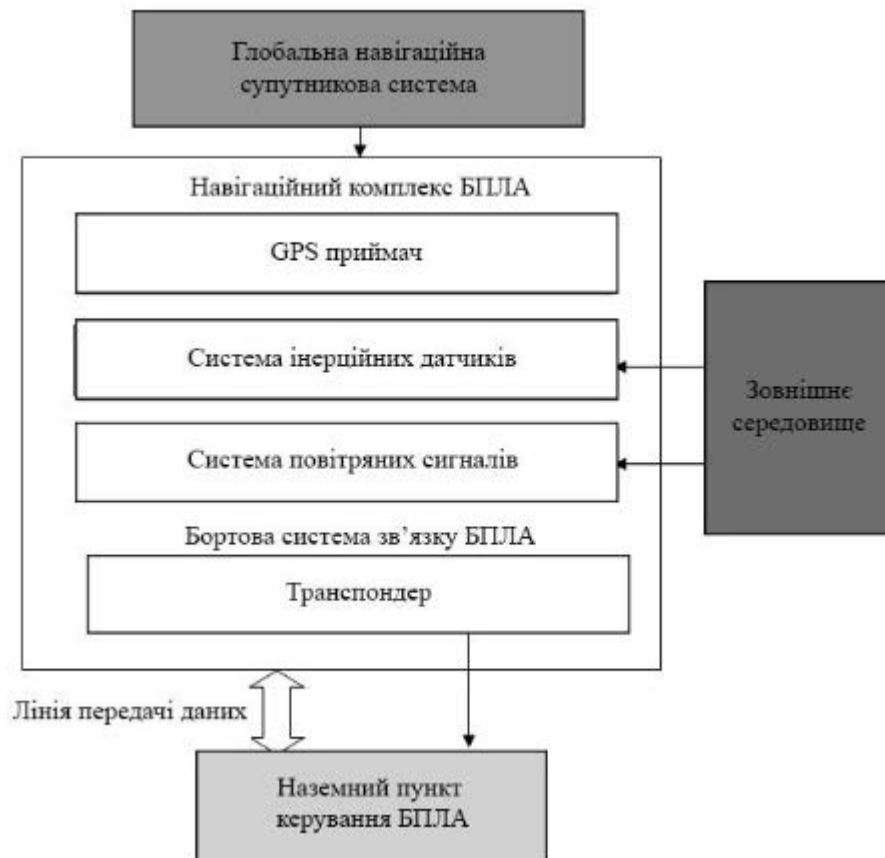 Глобальна навігаційна
супутникова система
Навігаційний комплекс БПЛА
GPS приймач
Система інерційних датчиків
Система повітряних сигналів
Зовнішнє
середовище
Бортова система зв’язку БПЛА
Транспондер
Лінія передачі даних
Наземний пункт
керування БПЛА